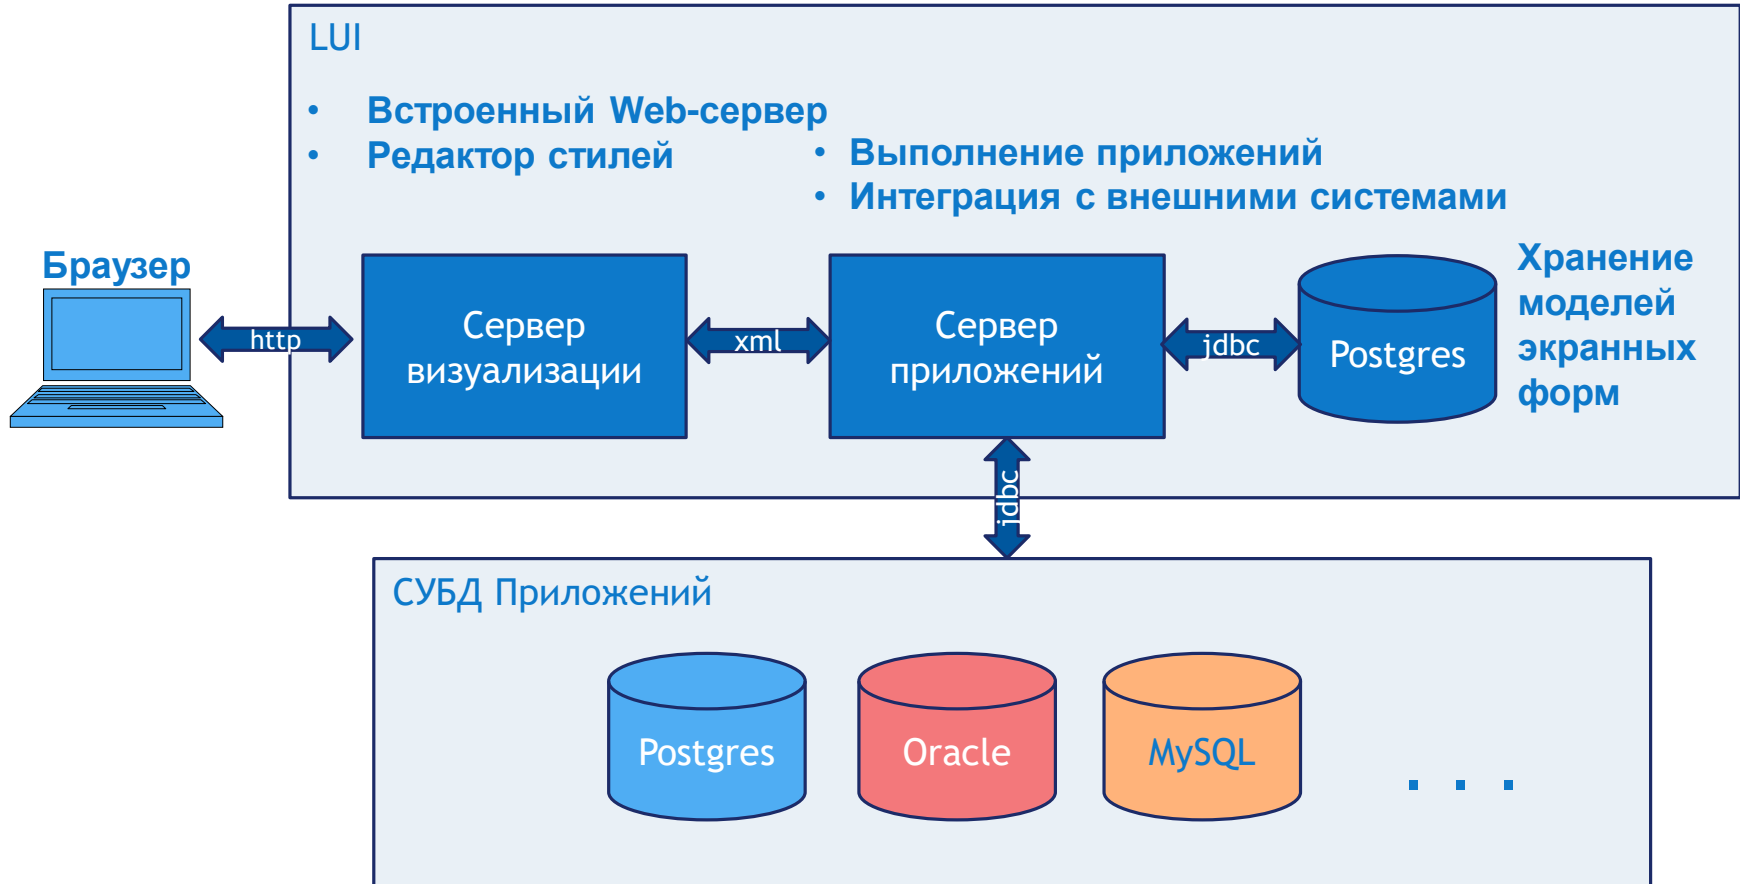 LUI
• Встроенный Web-сервер
• Редактор стилей
• Выполнение приложений
• Интеграция с внешними системами
Браузер
http
Сервер
визуализации
xml
Сервер
приложений
jdbc
Postgres
Хранение
моделей
экранных
форм
jdbc
СУБД Приложений
Postgres
Oracle
MySQL
. . .